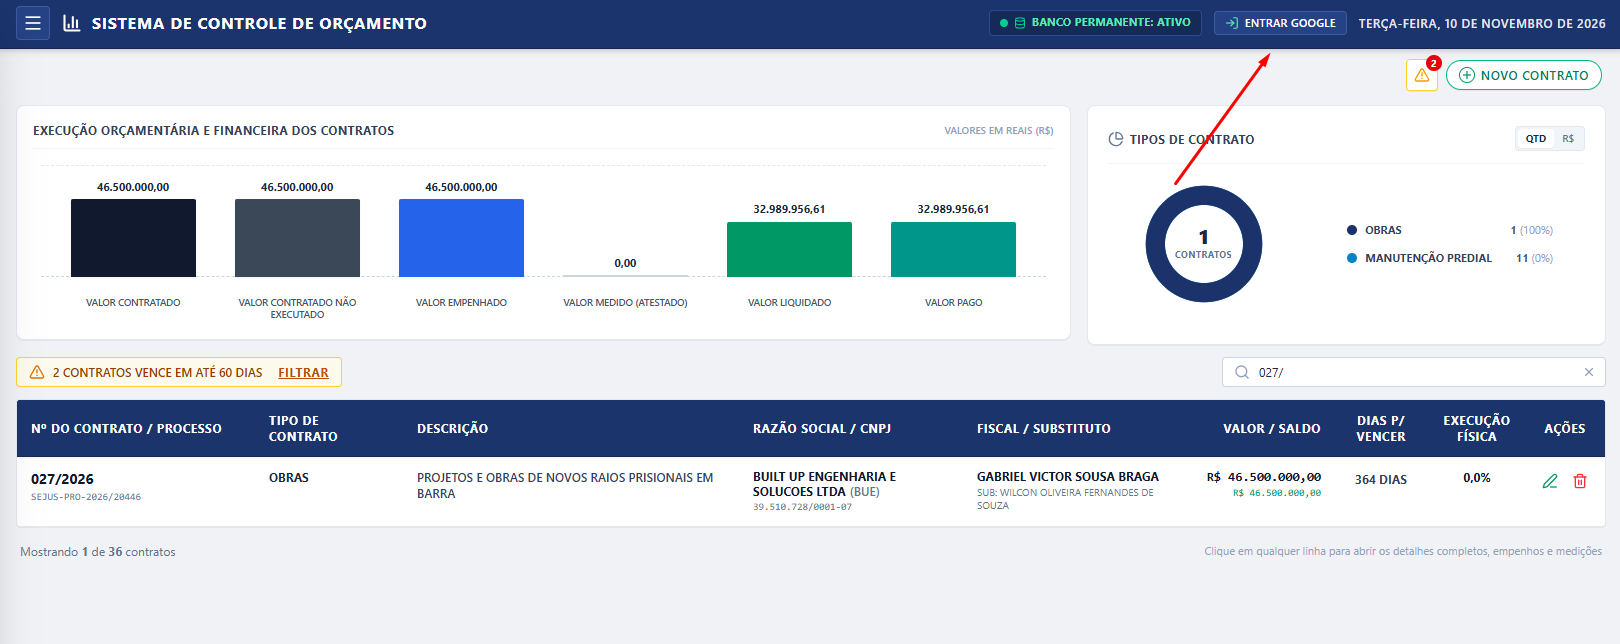 SISTEMA DE CONTROLE DE ORÇAMENTO
BANCO PERMANENTE: ATIVO
ENTRAR GOOGLE
TERÇA-FEIRA, 10 DE NOVEMBRO DE 2026
2
NOVO CONTRATO
EXECUÇÃO ORÇAMENTÁRIA E FINANCEIRA DOS CONTRATOS
VALORES EM REAIS (R$)
46.500.000,00
46.500.000,00
46.500.000,00
0,00
32.989.956,61
32.989.956,61
VALOR CONTRATADO
VALOR CONTRATADO NÃO
EXECUTADO
VALOR EMPENHADO
VALOR MEDIDO (ATESTADO)
VALOR LIQUIDADO
VALOR PAGO
TIPOS DE CONTRATO
QTD
R$
1
CONTRATOS
OBRAS
1 (100%)
MANUTENÇÃO PREDIAL
11 (0%)
2 CONTRATOS VENCE EM ATÉ 60 DIAS
FILTRAR
027/
Nº DO CONTRATO / PROCESSO
TIPO DE
CONTRATO
DESCRIÇÃO
RAZÃO SOCIAL / CNPJ
FISCAL / SUBSTITUTO
VALOR / SALDO
DIAS P/
VENCER
EXECUÇÃO
FÍSICA
AÇÕES
027/2026
SEJUS-PRO-2026/20446
OBRAS
PROJETOS E OBRAS DE NOVOS RAIOS PRISIONAIS EM
BARRA
BUILT UP ENGENHARIA E
SOLUCOES LTDA (BUE)
39.510.728/0001-07
GABRIEL VICTOR SOUSA BRAGA
SUB: WILCON OLIVEIRA FERNANDES DE
SOUZA
R$ 46.500.000,00
R$ 46.500.000,00
364 DIAS
0,0%
Mostrando 1 de 36 contratos
Clique em qualquer linha para abrir os detalhes completos, empenhos e medições